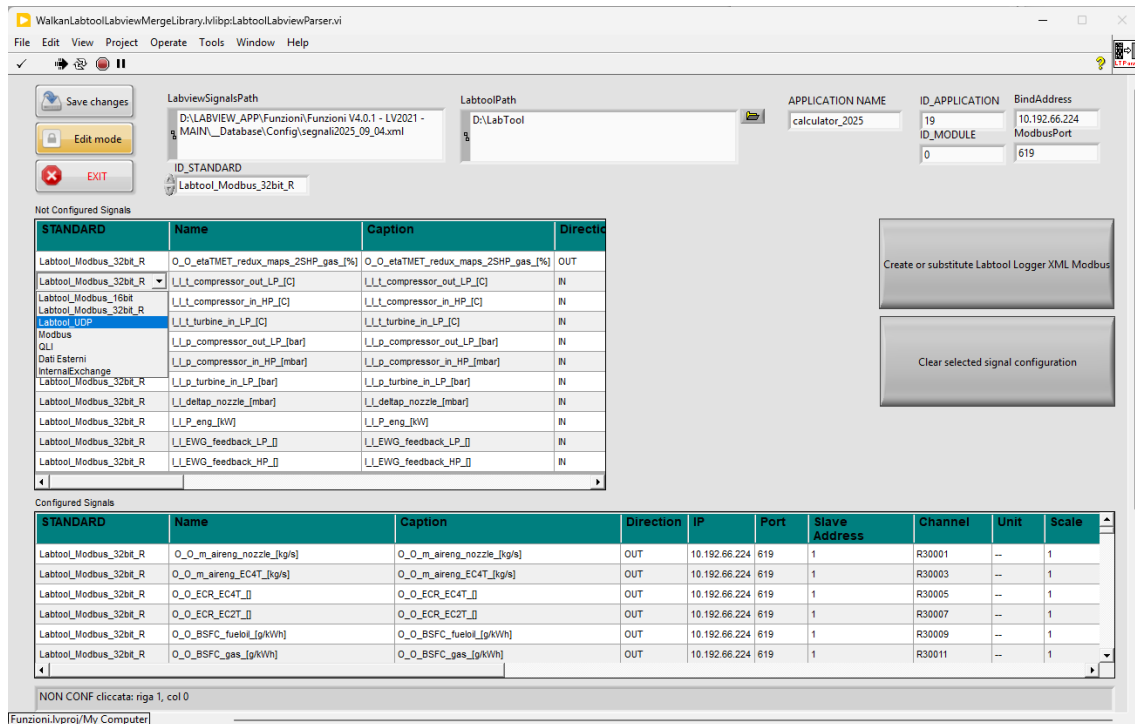 WalkanLabtoolLabviewMergeLibrary.lvlibp:LabtoolLabviewParser.vi
File Edit View Project Operate Tools Window Help
Save changes
Edit mode
EXIT
LabviewSignalsPath
D:\LABVIEW_APP\Funzioni\Funzioni V4.0.1 - LV2021 -
MAIN\__Database\Config\segnali2025_09_04.xml
ID_STANDARD
Labtool_Modbus_32bit_R
LabtoolPath
D:\LabTool
APPLICATION NAME
calculator_2025
ID_APPLICATION
19
ID_MODULE
0
BindAddress
10.192.66.224
ModbusPort
619
Not Configured Signals
STANDARD Name Caption
Labtool_Modbus_32bit_R O_O_etaTMET_redux_maps_2SHP_gas_[%] O_O_etaTMET_redux_maps_2SHP_gas_[%] OUT
Labtool_Modbus_32bit_R I_I_t_compressor_out_LP_[C] I_I_t_compressor_out_LP_[C] IN
Labtool_Modbus_16bit
Labtool_Modbus_32bit_R
Labtool_UDP
Modbus
QLI
Dati Esterni
InternalExchange
I_I_t_compressor_in_HP_[C] I_I_t_compressor_in_HP_[C] IN
I_I_t_turbine_in_LP_[C] I_I_t_turbine_in_LP_[C] IN
I_I_p_compressor_out_LP_[bar] I_I_p_compressor_out_LP_[bar] IN
I_I_p_compressor_in_HP_[mbar] I_I_p_compressor_in_HP_[mbar] IN
Labtool_Modbus_32bit_R I_I_p_turbine_in_LP_[bar] I_I_p_turbine_in_LP_[bar] IN
Labtool_Modbus_32bit_R I_I_deltap_nozzle_[mbar] I_I_deltap_nozzle_[mbar] IN
Labtool_Modbus_32bit_R I_I_P_eng_[kW] I_I_P_eng_[kW] IN
Labtool_Modbus_32bit_R I_I_EWG_feedback_LP_[] I_I_EWG_feedback_LP_[] IN
Labtool_Modbus_32bit_R I_I_EWG_feedback_HP_[] I_I_EWG_feedback_HP_[] IN
Create or substitute Labtool Logger XML Modbus
Clear selected signal configuration
Configured Signals
STANDARD Name Caption Direction IP Port Slave Address Channel Unit Scale
Labtool_Modbus_32bit_R O_O_m_aireng_nozzle_[kg/s] O_O_m_aireng_nozzle_[kg/s] OUT 10.192.66.224 619 1 R30001 -- 1
Labtool_Modbus_32bit_R O_O_m_aireng_EC4T_[kg/s] O_O_m_aireng_EC4T_[kg/s] OUT 10.192.66.224 619 1 R30003 -- 1
Labtool_Modbus_32bit_R O_O_ECR_EC4T_[] O_O_ECR_EC4T_[] OUT 10.192.66.224 619 1 R30005 -- 1
Labtool_Modbus_32bit_R O_O_ECR_EC2T_[] O_O_ECR_EC2T_[] OUT 10.192.66.224 619 1 R30007 -- 1
Labtool_Modbus_32bit_R O_O_BSFC_fueloil_[g/kWh] O_O_BSFC_fueloil_[g/kWh] OUT 10.192.66.224 619 1 R30009 -- 1
Labtool_Modbus_32bit_R O_O_BSFC_gas_[g/kWh] O_O_BSFC_gas_[g/kWh] OUT 10.192.66.224 619 1 R30011 -- 1
NON CONF cliccata: riga 1, col 0
Funzioni.lvproj/My Computer